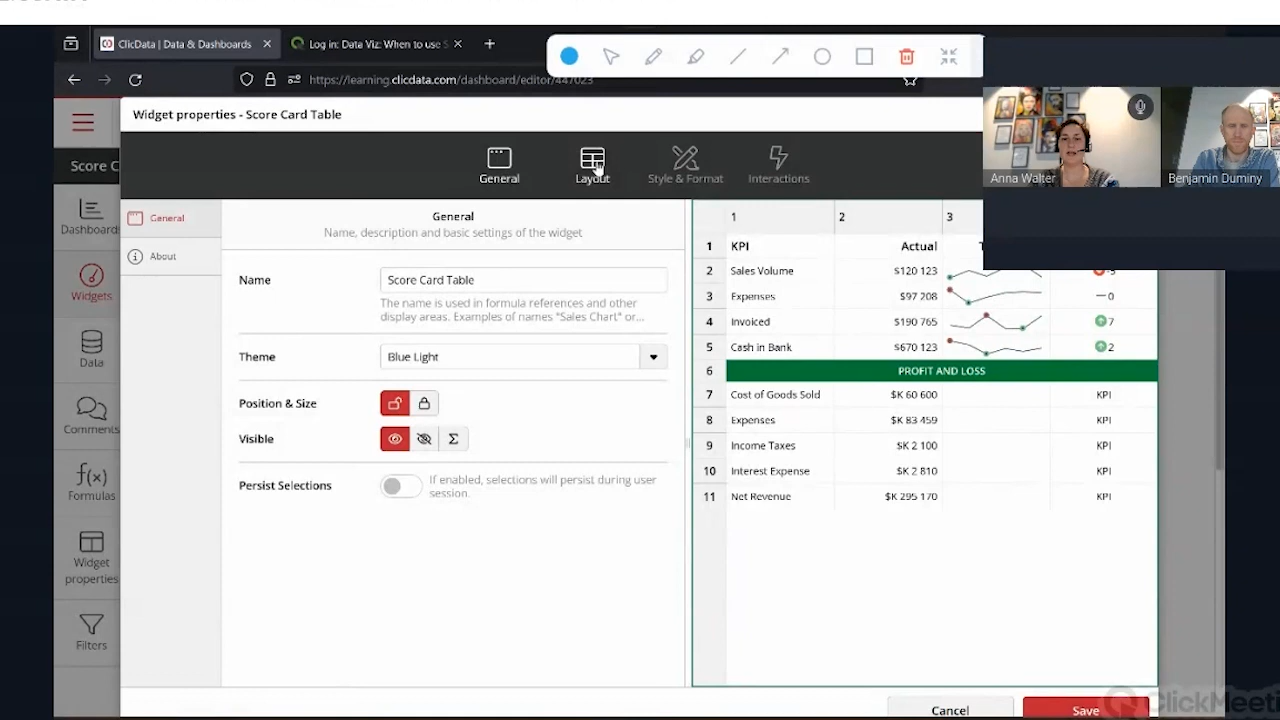 ClicData | Data & Dashboards
Log in: Data Viz: When to use S
https://learning.clicdata.com/dashboard/editor/447023
Widget properties - Score Card Table
General
Layout
Style & Format
Interactions
Anna Walter
Benjamin Duminy
Score C
Dashboard
Widgets
Data
Comments
Formulas
Widget
properties
Filters
General
About
General
Name, description and basic settings of the widget
Name
Score Card Table
The name is used in formula references and other
display areas. Examples of names "Sales Chart" or...
Theme
Blue Light
Position & Size
Visible
Persist Selections
If enabled, selections will persist during user
session.
1 2 3
1 KPI Actual
2 Sales Volume $120 123
3 Expenses $97 208 0
4 Invoiced $190 765 7
5 Cash in Bank $670 123 2
6 PROFIT AND LOSS
7 Cost of Goods Sold $K 60 600 KPI
8 Expenses $K 83 459 KPI
9 Income Taxes $K 2 100 KPI
10 Interest Expense $K 2 810 KPI
11 Net Revenue $K 295 170 KPI
Cancel
Save
ClickMeeti